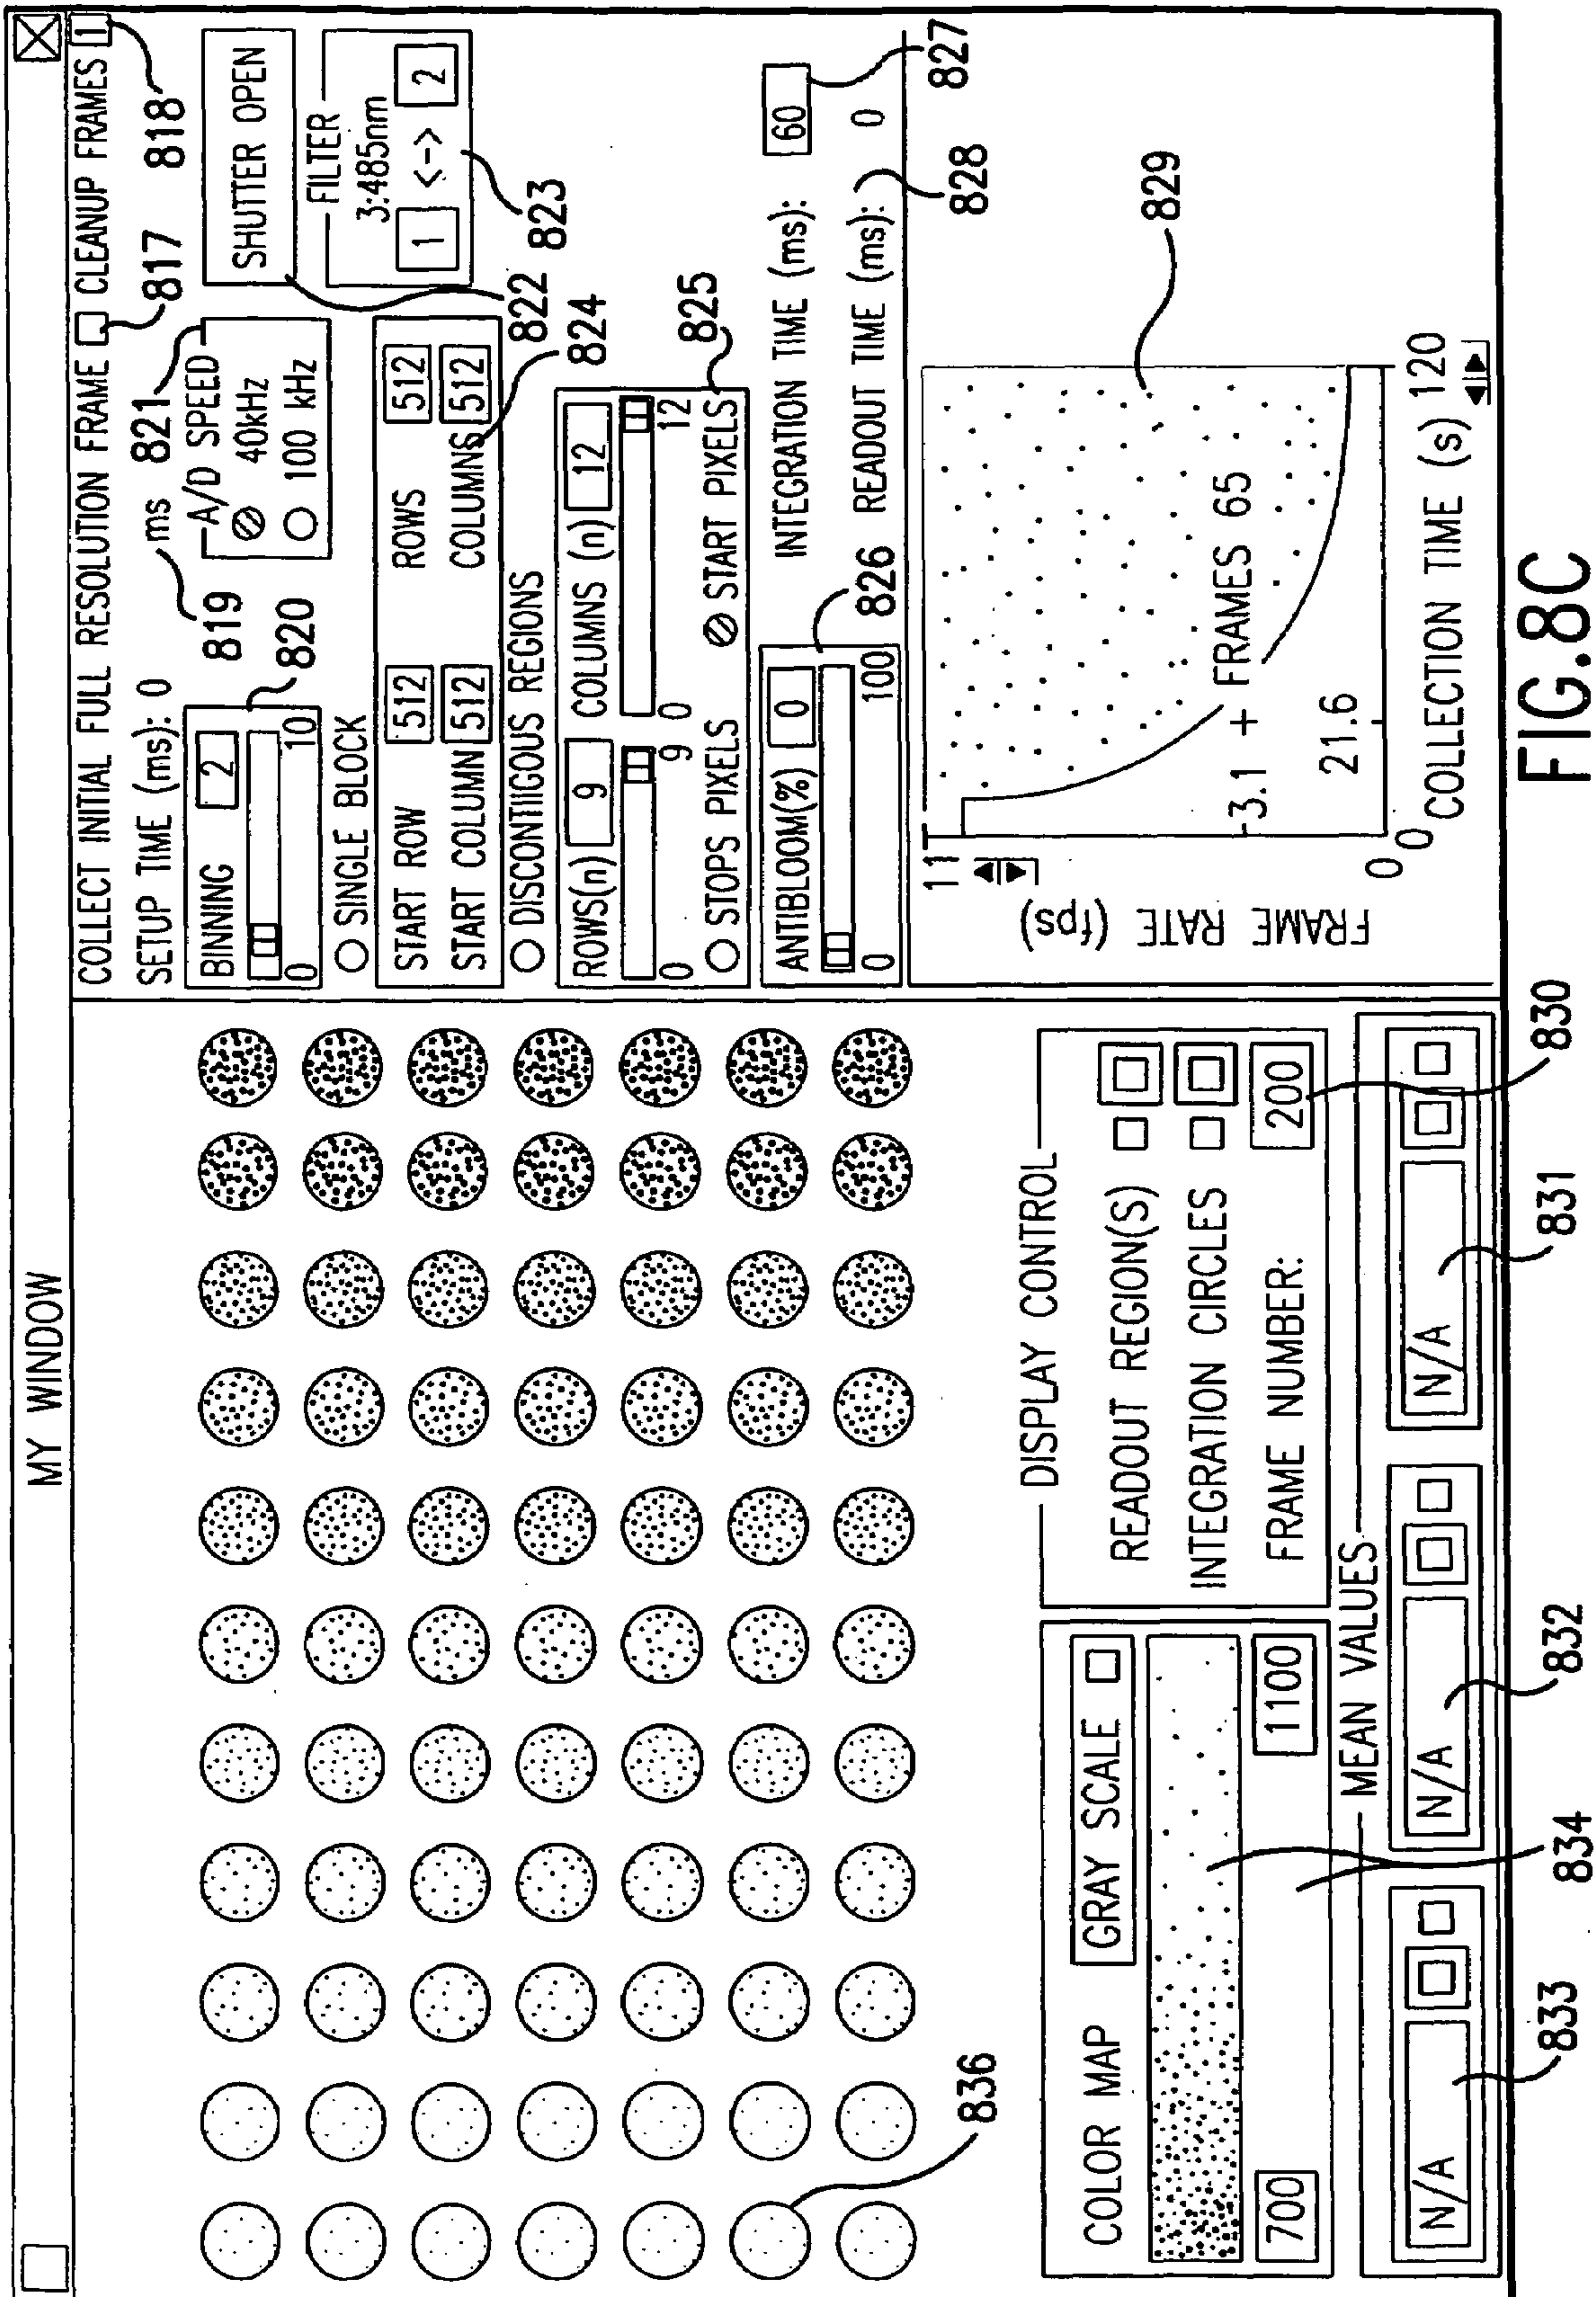 MY WINDOW
COLLECT INITIAL FULL RESOLUTION FRAME CLEANUP FRAMES 1
817
818
SETUP TIME (ms): 0 ms
819
820
821
BINNING 2
0 10
A/D SPEED
40kHz
100 kHz
SHUTTER OPEN
822
FILTER
3:485nm
1 <-> 2
823
SINGLE BLOCK
START ROW 512 ROWS 512
START COLUMN 512 COLUMNS 512
824
DISCONTIIGOUS REGIONS
ROWS(n) 9 COLUMNS (n) 12
0 9 0 12
STOPS PIXELS START PIXELS
825
ANTIBLOOM(%) 0
0 100
826
INTEGRATION TIME (ms): 60
827
READOUT TIME (ms): 0
828
FRAME RATE (fps)
11
3.1 + FRAMES 65
829
21.6
0
0 COLLECTION TIME (s) 120
836
COLOR MAP GRAY SCALE
700 1100
834
DISPLAY CONTROL
READOUT REGION(S)
INTEGRATION CIRCLES
FRAME NUMBER: 200
830
MEAN VALUES
N/A N/A N/A
833 832 831
FIG.8C